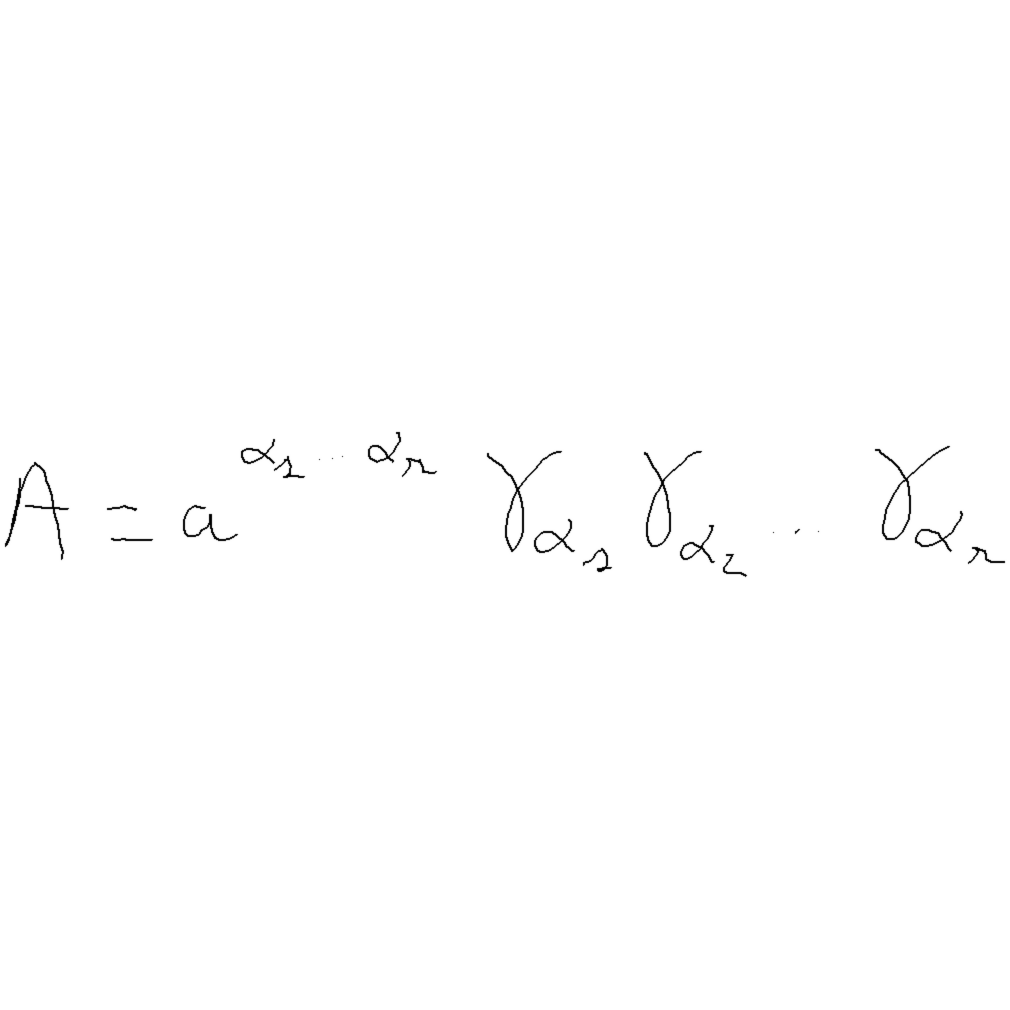 A = a^{α_1 ... α_r} γ_{α_1} γ_{α_2} ... γ_{α_r}